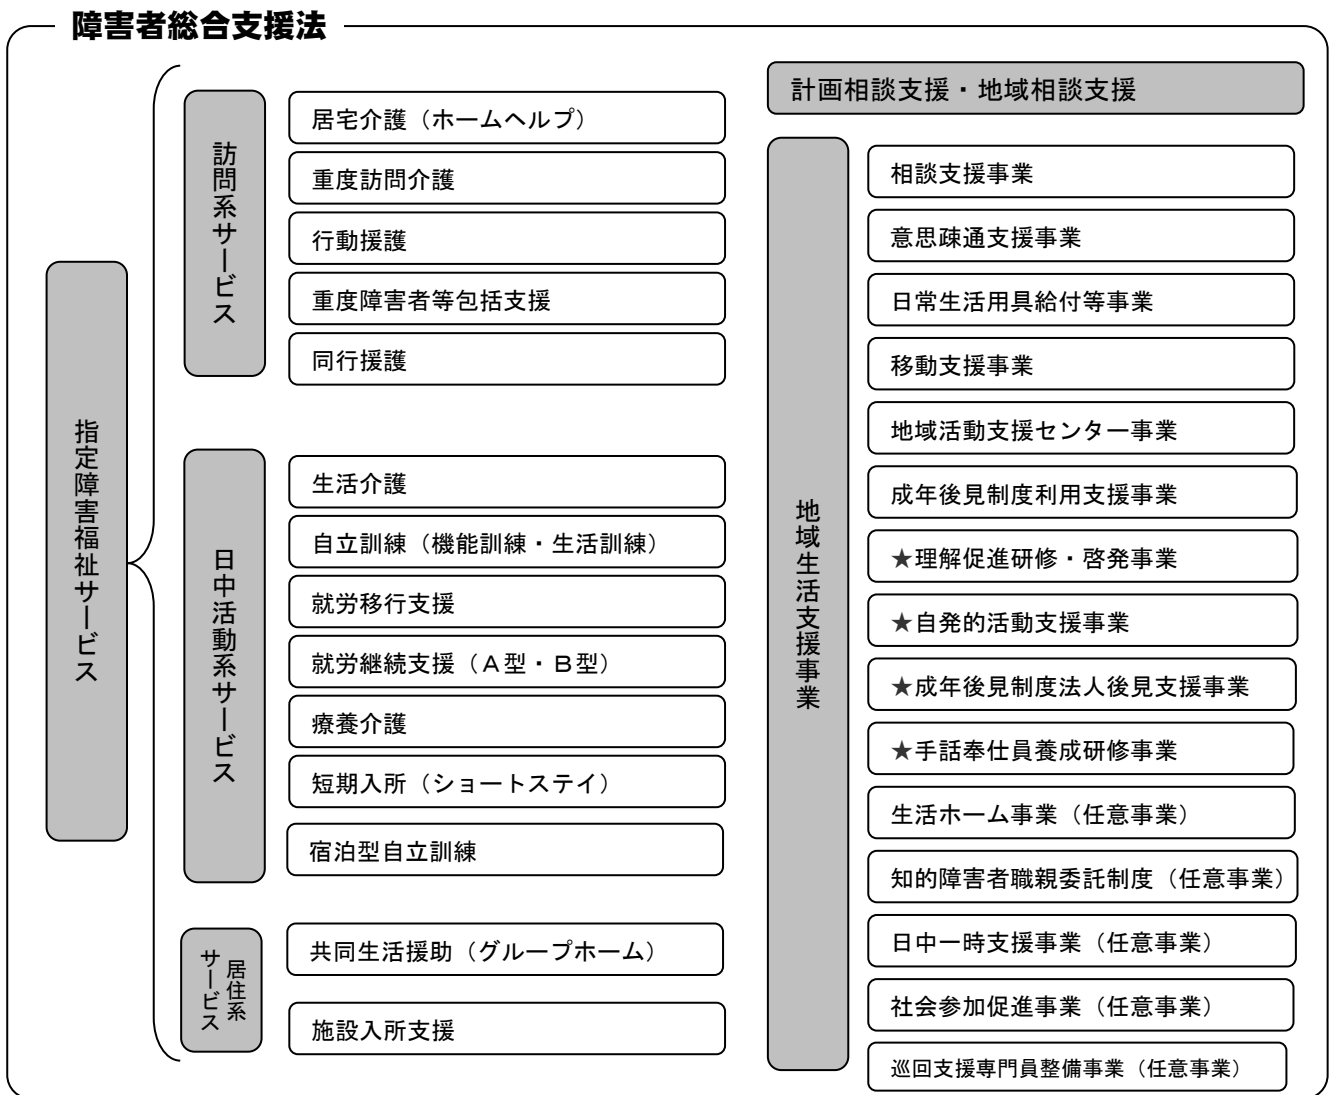 障害者総合支援法
指定障害福祉サービス
訪問系サービス
居宅介護（ホームヘルプ）
重度訪問介護
行動援護
重度障害者等包括支援
同行援護
日中活動系サービス
生活介護
自立訓練（機能訓練・生活訓練）
就労移行支援
就労継続支援（Ａ型・Ｂ型）
療養介護
短期入所（ショートステイ）
宿泊型自立訓練
居住系
サービス
共同生活援助（グループホーム）
施設入所支援
計画相談支援・地域相談支援
地域生活支援事業
相談支援事業
意思疎通支援事業
日常生活用具給付等事業
移動支援事業
地域活動支援センター事業
成年後見制度利用支援事業
★理解促進研修・啓発事業
★自発的活動支援事業
★成年後見制度法人後見支援事業
★手話奉仕員養成研修事業
生活ホーム事業（任意事業）
知的障害者職親委託制度（任意事業）
日中一時支援事業（任意事業）
社会参加促進事業（任意事業）
巡回支援専門員整備事業（任意事業）